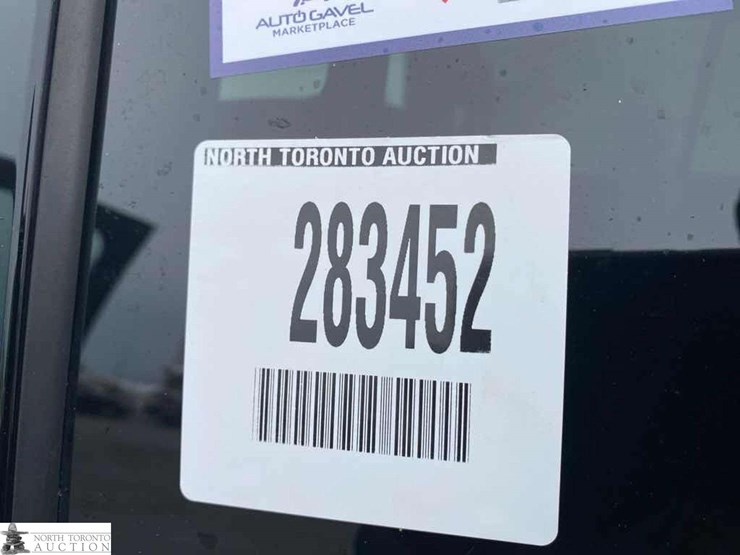 AUTO GAVEL
MARKETPLACE
NORTH TORONTO AUCTION
283452
NORTH TORONTO
AUCTION